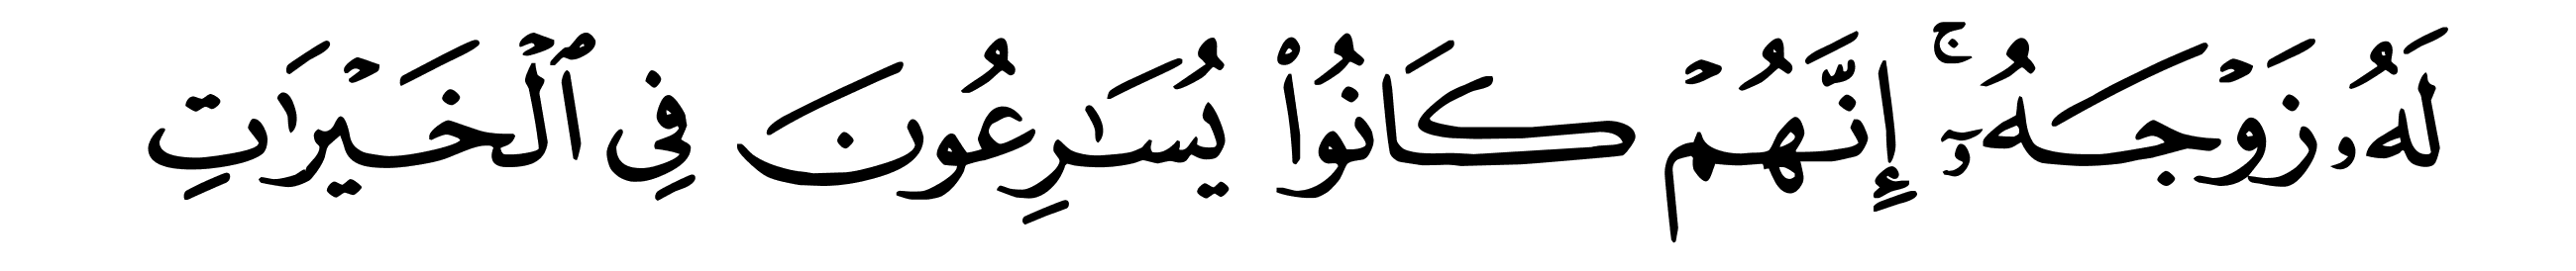 لَهُۥ زَوْجَهُۥٓ ۚ إِنَّهُمْ كَانُوا۟ يُسَٰرِعُونَ فِى ٱلْخَيْرَٰتِ